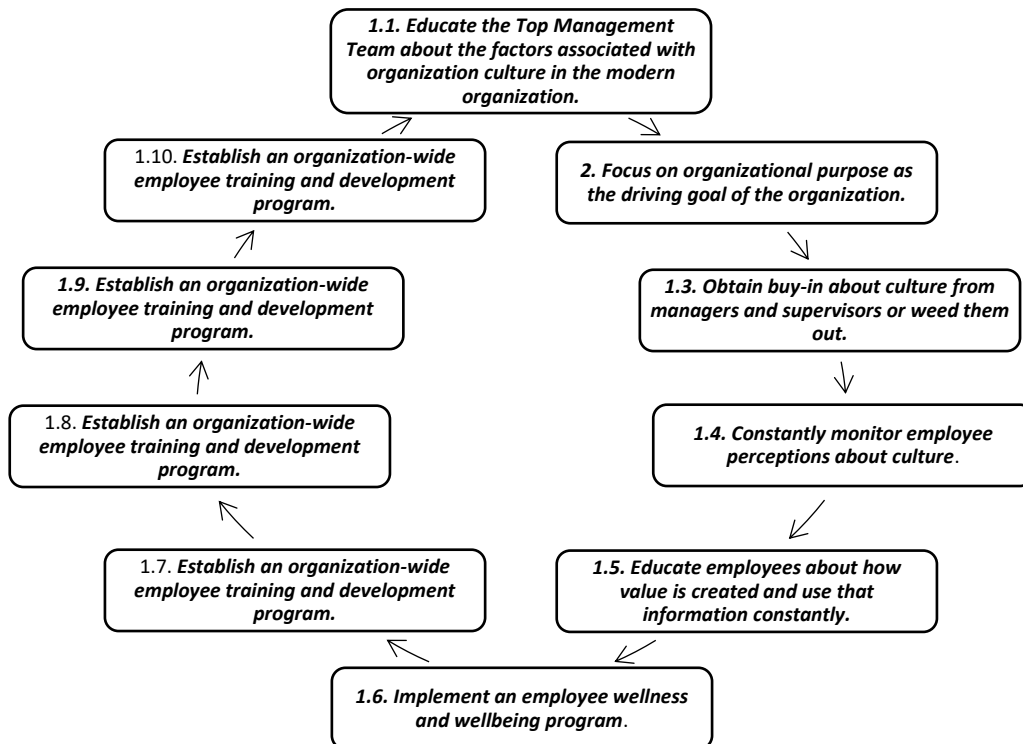 1.1. Educate the Top Management
Team about the factors associated with
organization culture in the modern
organization.
2. Focus on organizational purpose as
the driving goal of the organization.
1.3. Obtain buy-in about culture from
managers and supervisors or weed them
out.
1.4. Constantly monitor employee
perceptions about culture.
1.5. Educate employees about how
value is created and use that
information constantly.
1.6. Implement an employee wellness
and wellbeing program.
1.7. Establish an organization-wide
employee training and development
program.
1.8. Establish an organization-wide
employee training and development
program.
1.9. Establish an organization-wide
employee training and development
program.
1.10. Establish an organization-wide
employee training and development
program.